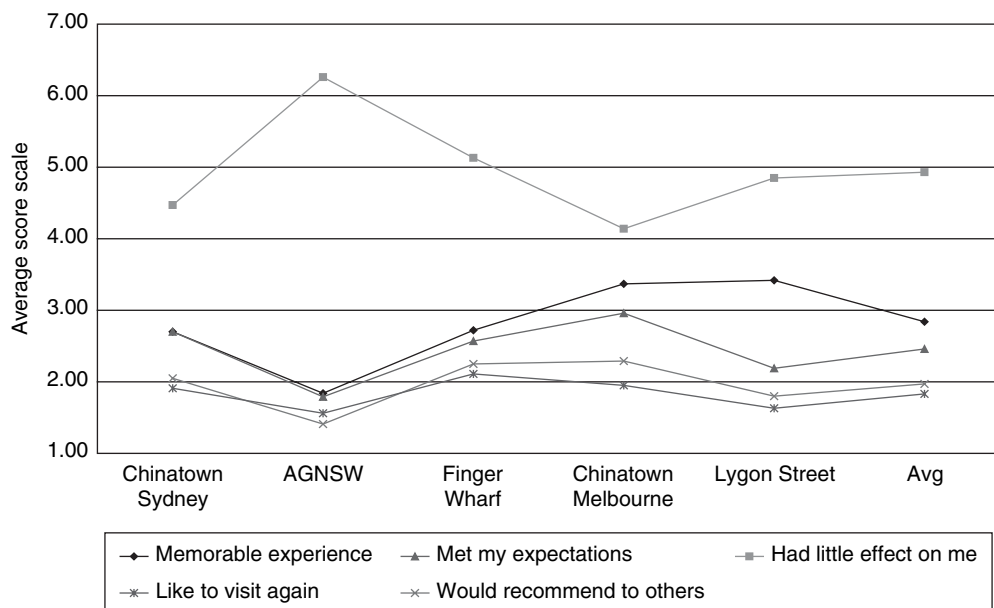 7.00
6.00
5.00
4.00
3.00
2.00
1.00
Average score scale
Chinatown
Sydney
AGNSW
Finger
Wharf
Chinatown
Melbourne
Lygon Street
Avg
Memorable experience
Met my expectations
Had little effect on me
Like to visit again
Would recommend to others